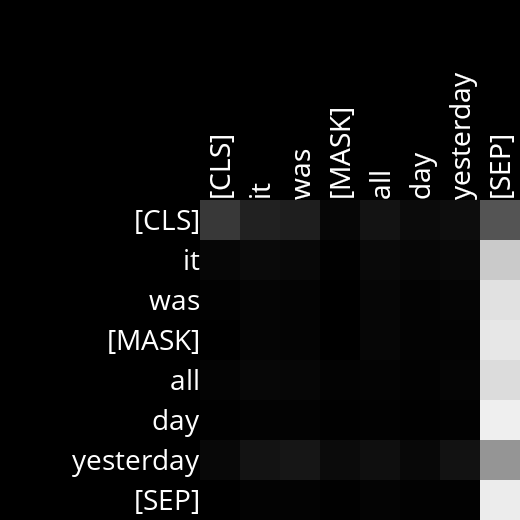 [CLS]
it
was
[MASK]
all
day
yesterday
[SEP]
[CLS]
it
was
[MASK]
all
day
yesterday
[SEP]